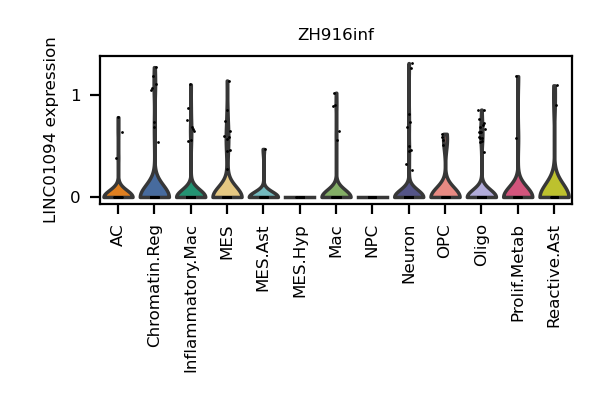 ZH916inf
LINC01094 expression
1
0
AC
Chromatin.Reg
Inflammatory.Mac
MES
MES.Ast
MES.Hyp
Mac
NPC
Neuron
OPC
Oligo
Prolif.Metab
Reactive.Ast